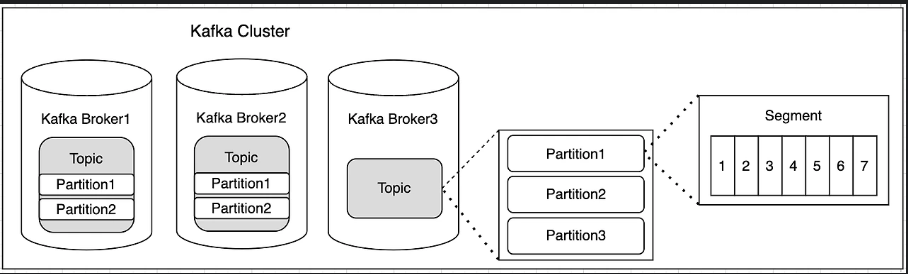 Kafka Cluster
Kafka Broker1
Topic
Partition1
Partition2
Kafka Broker2
Topic
Partition1
Partition2
Kafka Broker3
Topic
Partition1
Partition2
Partition3
Segment
1 2 3 4 5 6 7